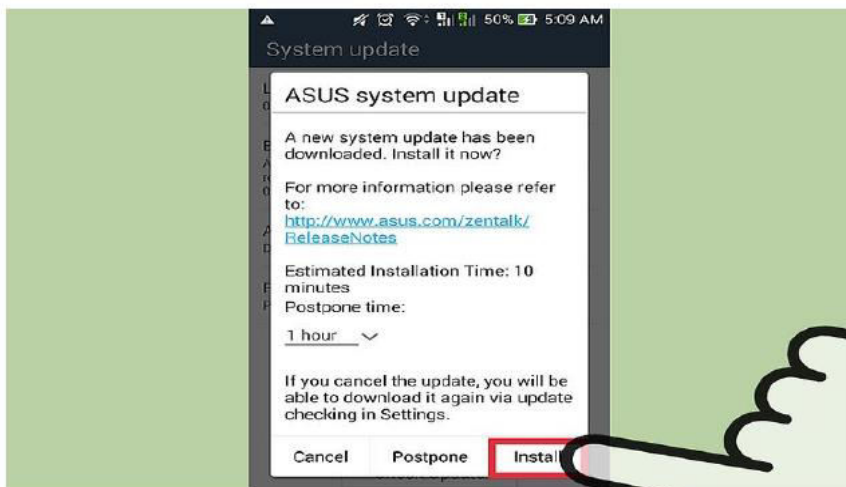 50% 5:09 AM
System update
ASUS system update
A new system update has been
downloaded. Install it now?
For more information please refer
to:
http://www.asus.com/zentalk/
ReleaseNotes
Estimated Installation Time: 10
minutes
Postpone time:
1 hour
If you cancel the update, you will be
able to download it again via update
checking in Settings.
Cancel Postpone Install